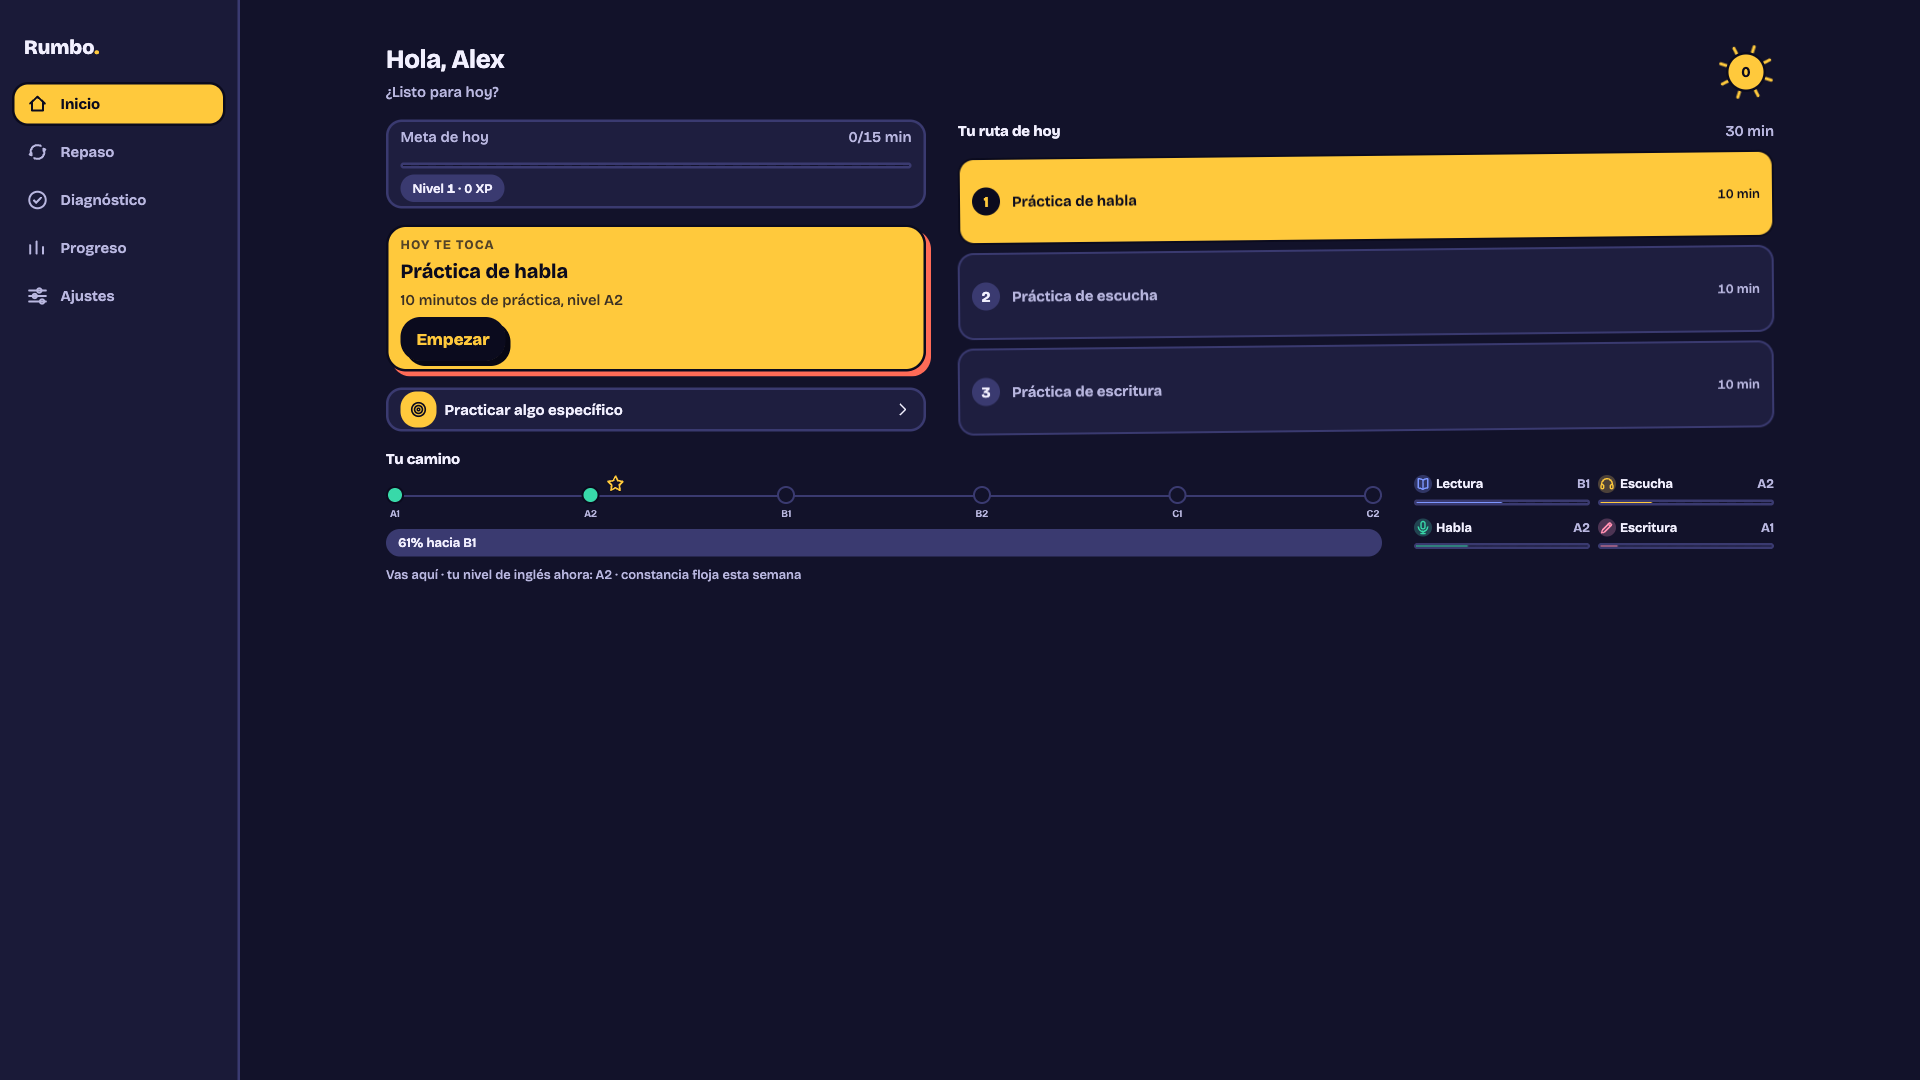 Rumbo.
Inicio
Repaso
Diagnóstico
Progreso
Ajustes
Hola, Alex
¿Listo para hoy?
0
Meta de hoy 0/15 min
Nivel 1 · 0 XP
HOY TE TOCA
Práctica de habla
10 minutos de práctica, nivel A2
Empezar
Practicar algo específico
Tu ruta de hoy 30 min
1 Práctica de habla 10 min
2 Práctica de escucha 10 min
3 Práctica de escritura 10 min
Tu camino
A1 A2 B1 B2 C1 C2
61% hacia B1
Vas aquí · tu nivel de inglés ahora: A2 · constancia floja esta semana
Lectura B1 Escucha A2
Habla A2 Escritura A1